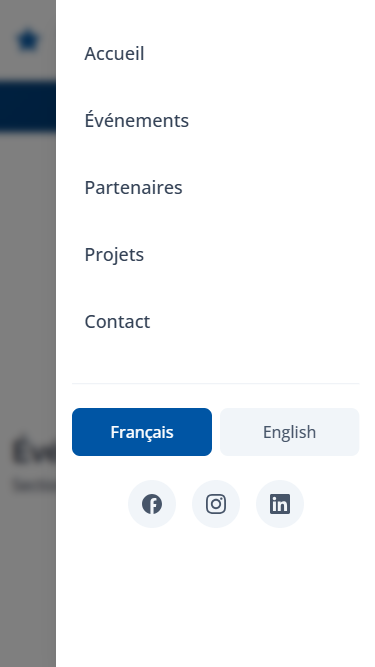 Accueil
Événements
Partenaires
Projets
Contact
Français
English